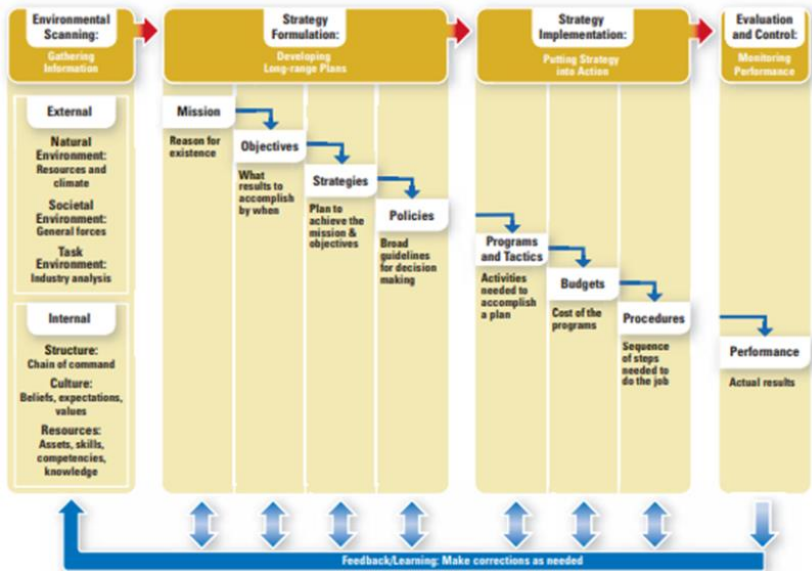 Environmental
Scanning:
Gathering
Information
Strategy
Formulation:
Developing
Long-range Plans
Strategy
Implementation:
Putting Strategy
into Action
Evaluation
and Control:
Monitoring
Performance
External
Natural
Environment:
Resources and
climate
Societal
Environment:
General forces
Task
Environment:
Industry analysis
Internal
Structure:
Chain of command
Culture:
Beliefs, expectations,
values
Resources:
Assets, skills,
competencies,
knowledge
Mission
Reason for
existence
Objectives
What
results to
accomplish
by when
Strategies
Plan to
achieve the
mission &
objectives
Policies
Broad
guidelines
for decision
making
Programs
and Tactics
Activities
needed to
accomplish
a plan
Budgets
Cost of the
programs
Procedures
Sequence
of steps
needed to
do the job
Performance
Actual results
Feedback/Learning: Make corrections as needed